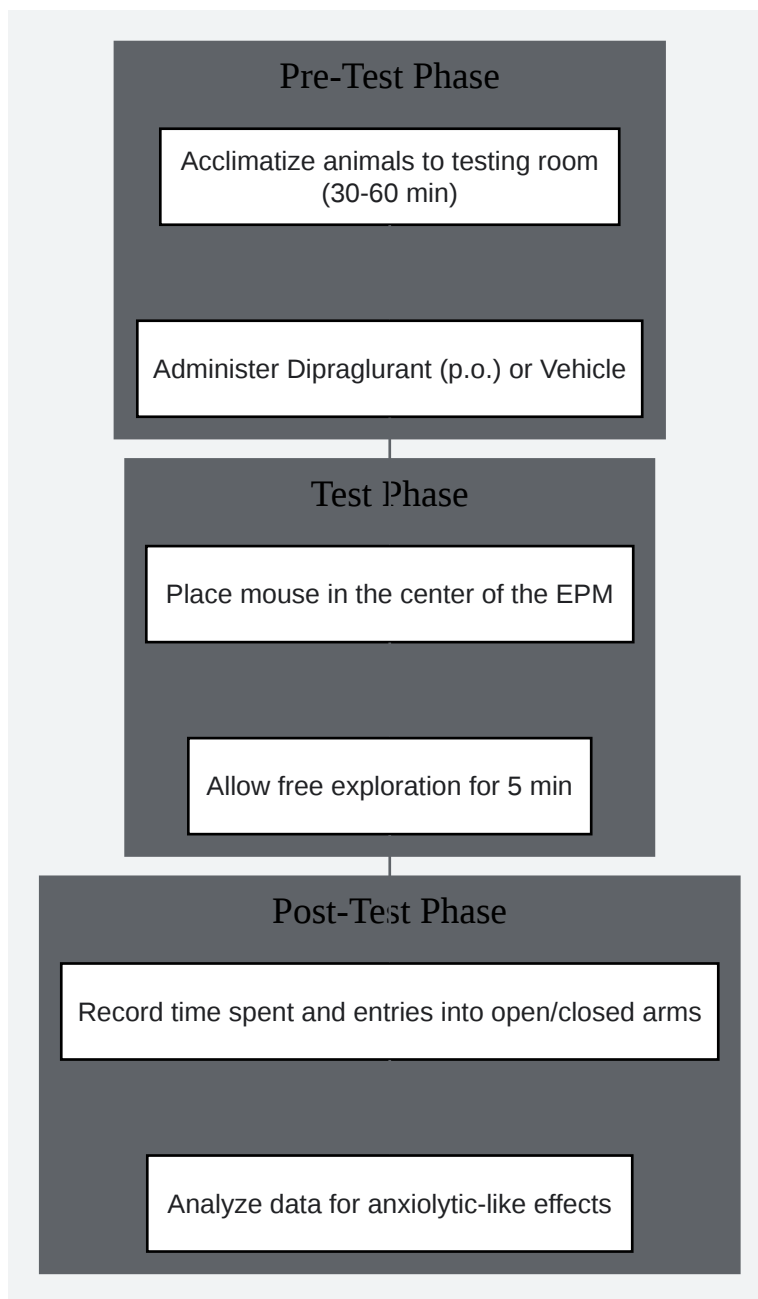 Pre-Test Phase
Acclimatize animals to testing room
(30-60 min)
Administer Dipraglurant (p.o.) or Vehicle
Test Phase
Place mouse in the center of the EPM
Allow free exploration for 5 min
Post-Test Phase
Record time spent and entries into open/closed arms
Analyze data for anxiolytic-like effects